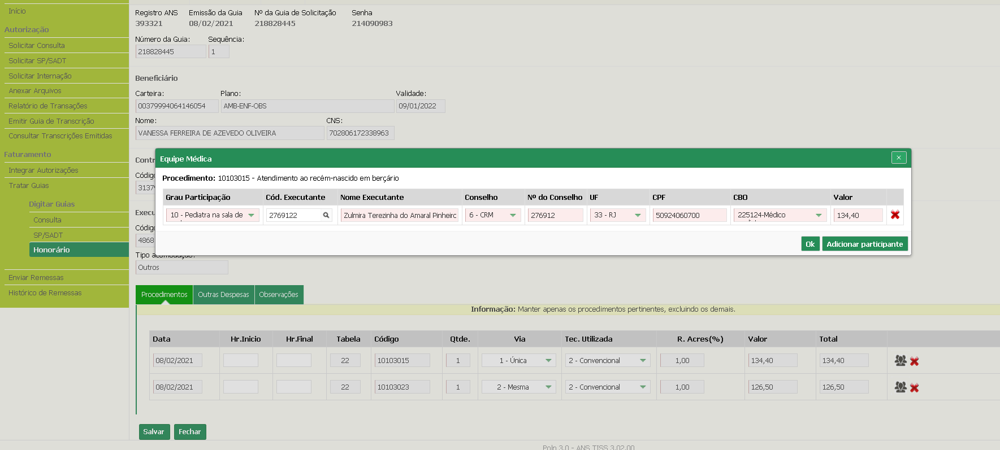 Início
Autorização
Solicitar Consulta
Solicitar SP/SADT
Solicitar Internação
Anexar Arquivos
Relatório de Transações
Emitir Guia de Transcrição
Consultar Transcrições Emitidas
Faturamento
Integrar Autorizações
Tratar Guias
Digitar Guias
Consulta
SP/SADT
Honorário
Enviar Remessas
Histórico de Remessas
Registro ANS Emissão da Guia Nº da Guia de Solicitação Senha
393321 08/02/2021 218828445 214090983
Número da Guia: Sequência:
218828445 1
Beneficiário
Carteira: Plano: Validade:
00379994064146054 AMB-ENF-OBS 09/01/2022
Nome: CNS:
VANESSA FERREIRA DE AZEVEDO OLIVEIRA 702806172338963
Contr
Código
3137
Execu
Código
4868
Tipo acomodação:
Outros
Equipe Médica ×
Procedimento: 10103015 - Atendimento ao recém-nascido em berçário
Grau Participação Cód. Executante Nome Executante Conselho Nº do Conselho UF CPF CBO Valor
10 - Pediatra na sala de 2769122 Zulmira Terezinha do Amaral Pinheirc 6 - CRM 276912 33 - RJ 50924060700 225124-Médico 134,40
Ok Adicionar participante
Procedimentos Outras Despesas Observações
Informação: Manter apenas os procedimentos pertinentes, excluindo os demais.
Data Hr.Inicio Hr.Final Tabela Código Qtde. Via Tec. Utilizada R. Acres(%) Valor Total
08/02/2021 22 10103015 1 1 - Única 2 - Convencional 1,00 134,40 134,40
08/02/2021 22 10103023 1 2 - Mesma 2 - Convencional 1,00 126,50 126,50
Salvar Fechar
3.0 - ANS TISS 3.02.00